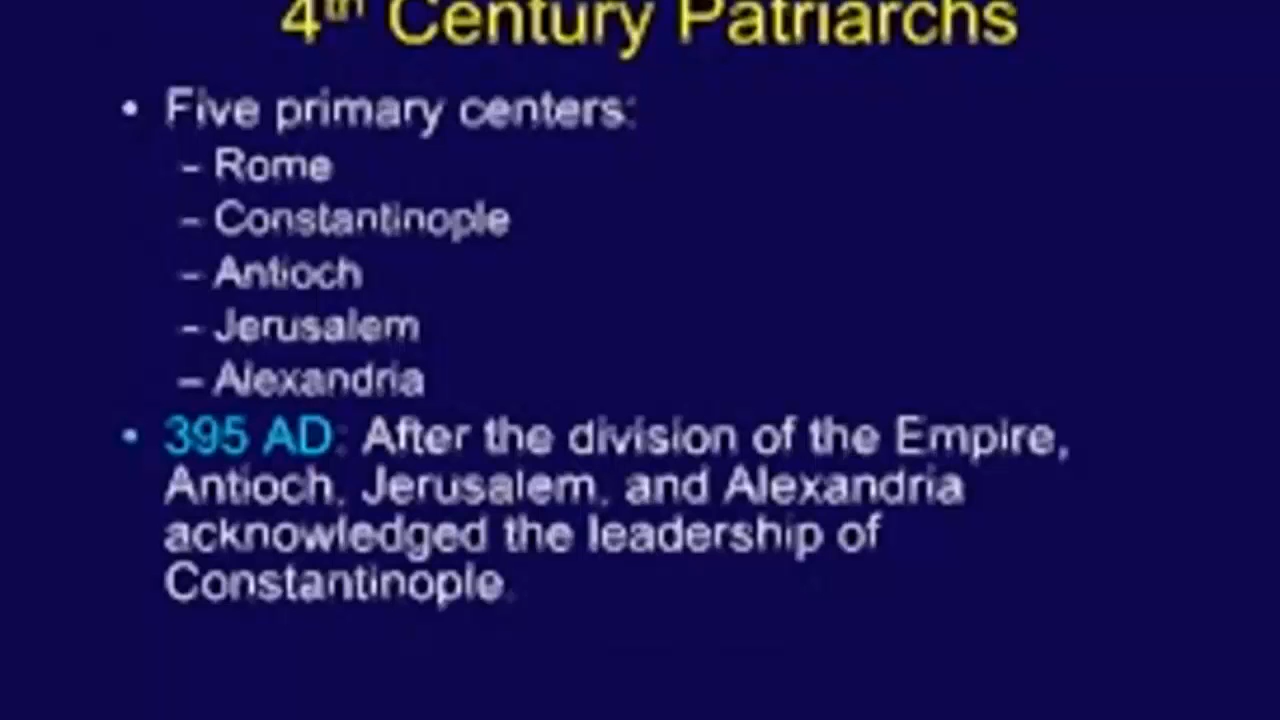 4th Century Patriarchs
• Five primary centers:
– Rome
– Constantinople
– Antioch
– Jerusalem
– Alexandria
• 395 AD: After the division of the Empire,
Antioch, Jerusalem, and Alexandria
acknowledged the leadership of
Constantinople.